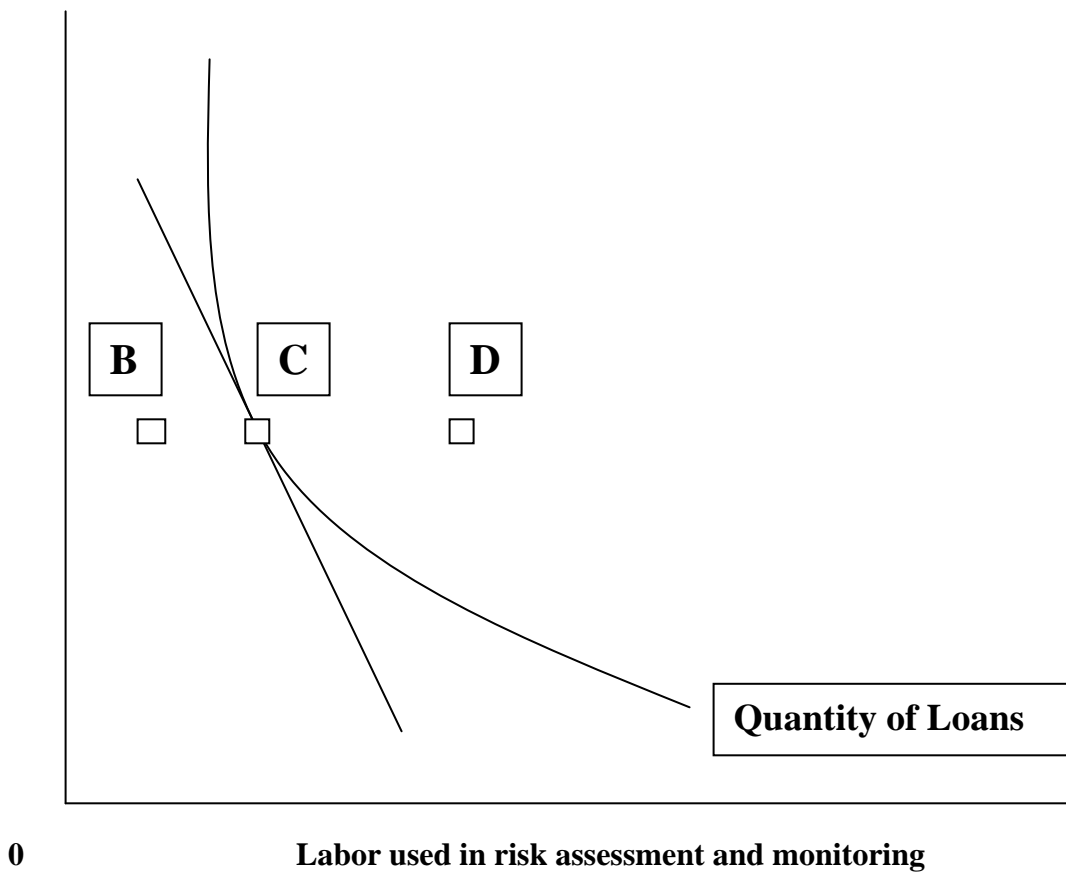 B
C
D
Quantity of Loans
0
Labor used in risk assessment and monitoring